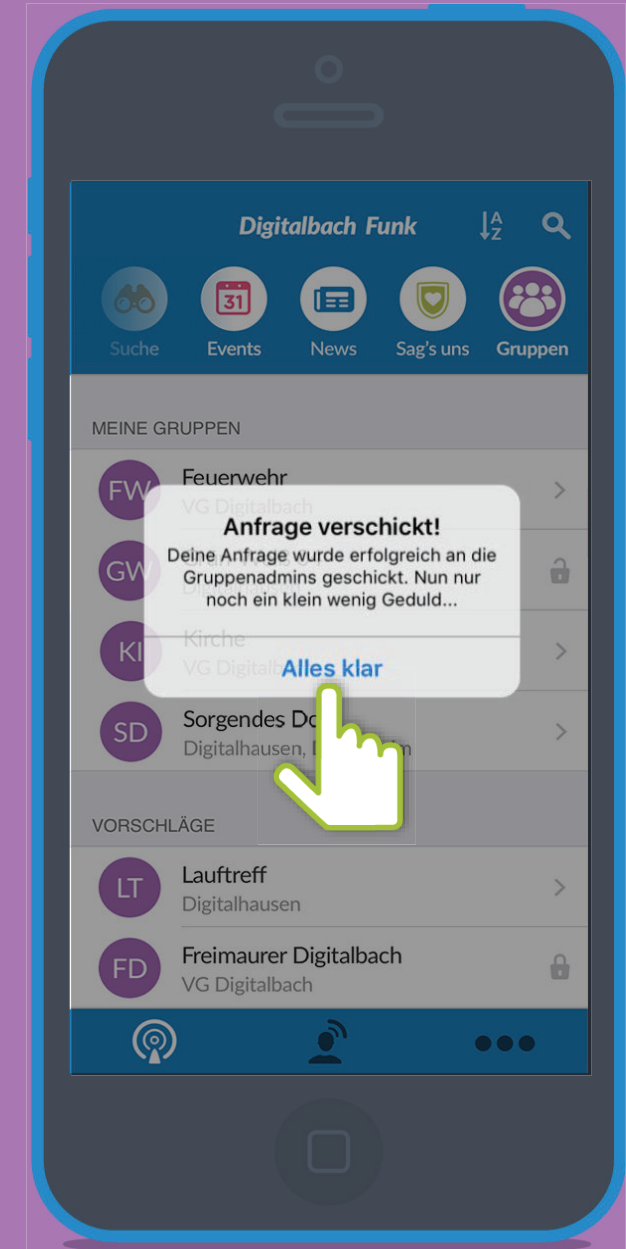 Digitalbach Funk
A
Z
31
Suche
Events
News
Sag's uns
Gruppen
MEINE GRUPPEN
FW
Feuerwehr
VG Digitalbach
Anfrage verschickt!
Deine Anfrage wurde erfolgreich an die
Gruppenadmins geschickt. Nun nur
noch ein klein wenig Geduld...
GW
KI
Kirche
VG
Alles klar
SD
Sorgendes
Digitalhausen,
VORSCHLÄGE
LT
Lauftreff
Digitalhausen
FD
Freimaurer Digitalbach
VG Digitalbach